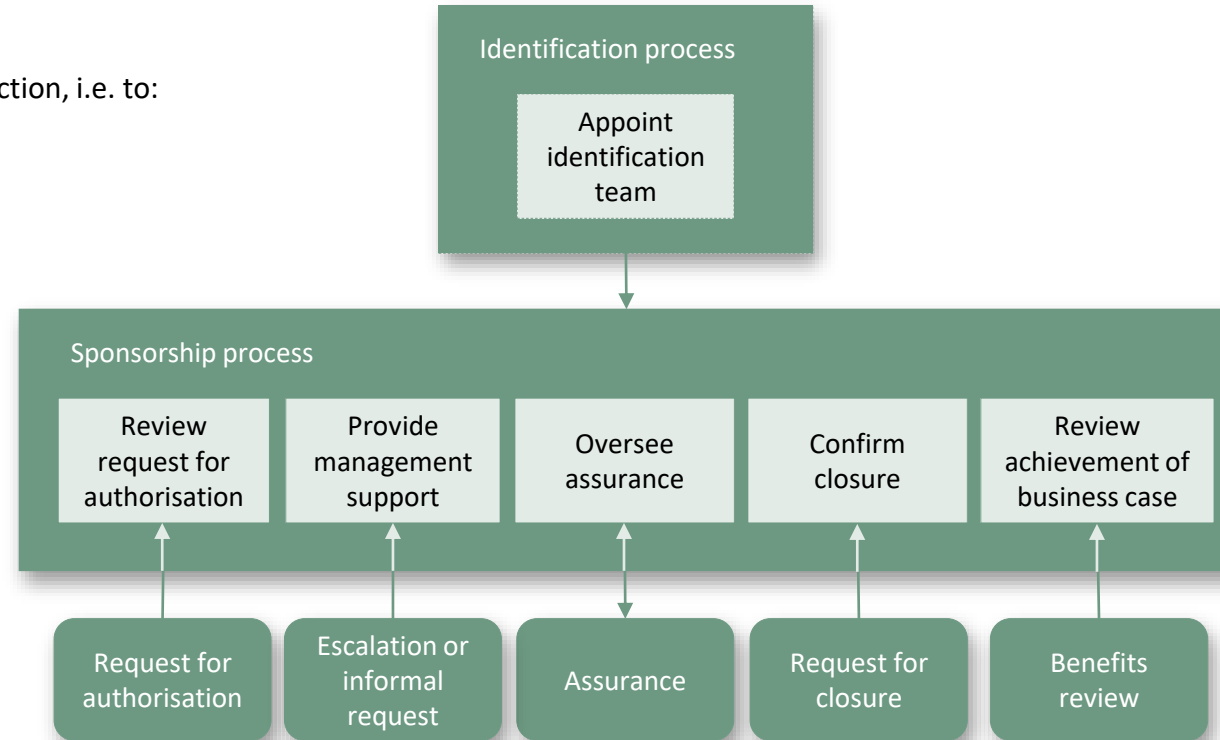 ction, i.e. to:
Identification process
Appoint
identification
team
Sponsorship process
Review
request for
authorisation
Provide
management
support
Oversee
assurance
Confirm
closure
Review
achievement of
business case
Request for
authorisation
Escalation or
informal
request
Assurance
Request for
closure
Benefits
review